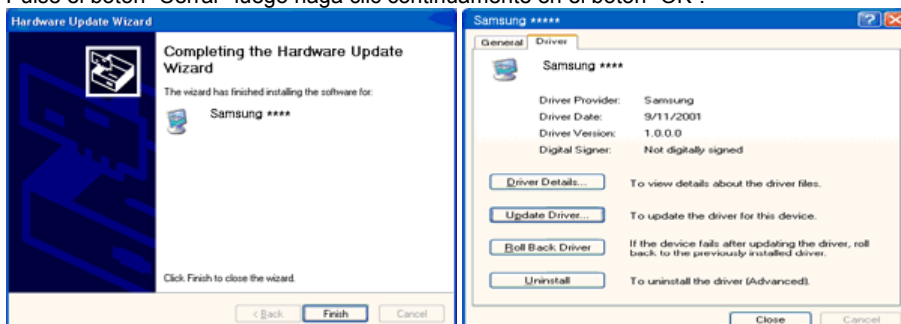 Pulse el botón "Cerrar" luego haga clic continuamente en el botón "OK".
Hardware Update Wizard
Completing the Hardware Update
Wizard
The wizard has finished installing the software for:
Samsung ****
Click Finish to close the wizard.
< Back
Finish
Cancel
Samsung *****
General
Driver
Samsung ****
Driver Provider: Samsung
Driver Date: 9/11/2001
Driver Version: 1.0.0.0
Digital Signer: Not digitally signed
Driver Details... To view details about the driver files.
Update Driver... To update the driver for this device.
Roll Back Driver If the device fails after updating the driver, roll
back to the previously installed driver.
Uninstall To uninstall the driver (Advanced).
Close
Cancel